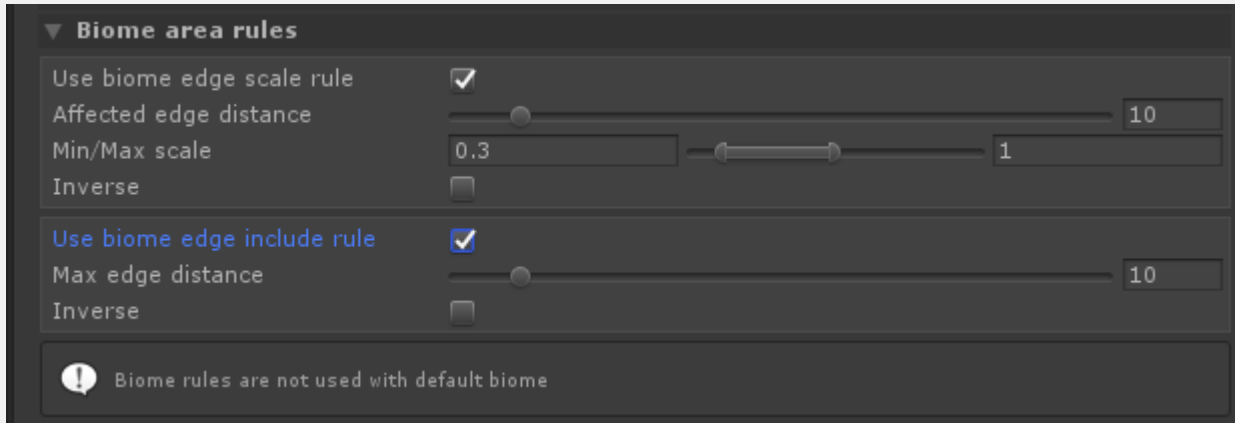 Biome area rules
Use biome edge scale rule
Affected edge distance 10
Min/Max scale 0.3 1
Inverse
Use biome edge include rule
Max edge distance 10
Inverse
Biome rules are not used with default biome